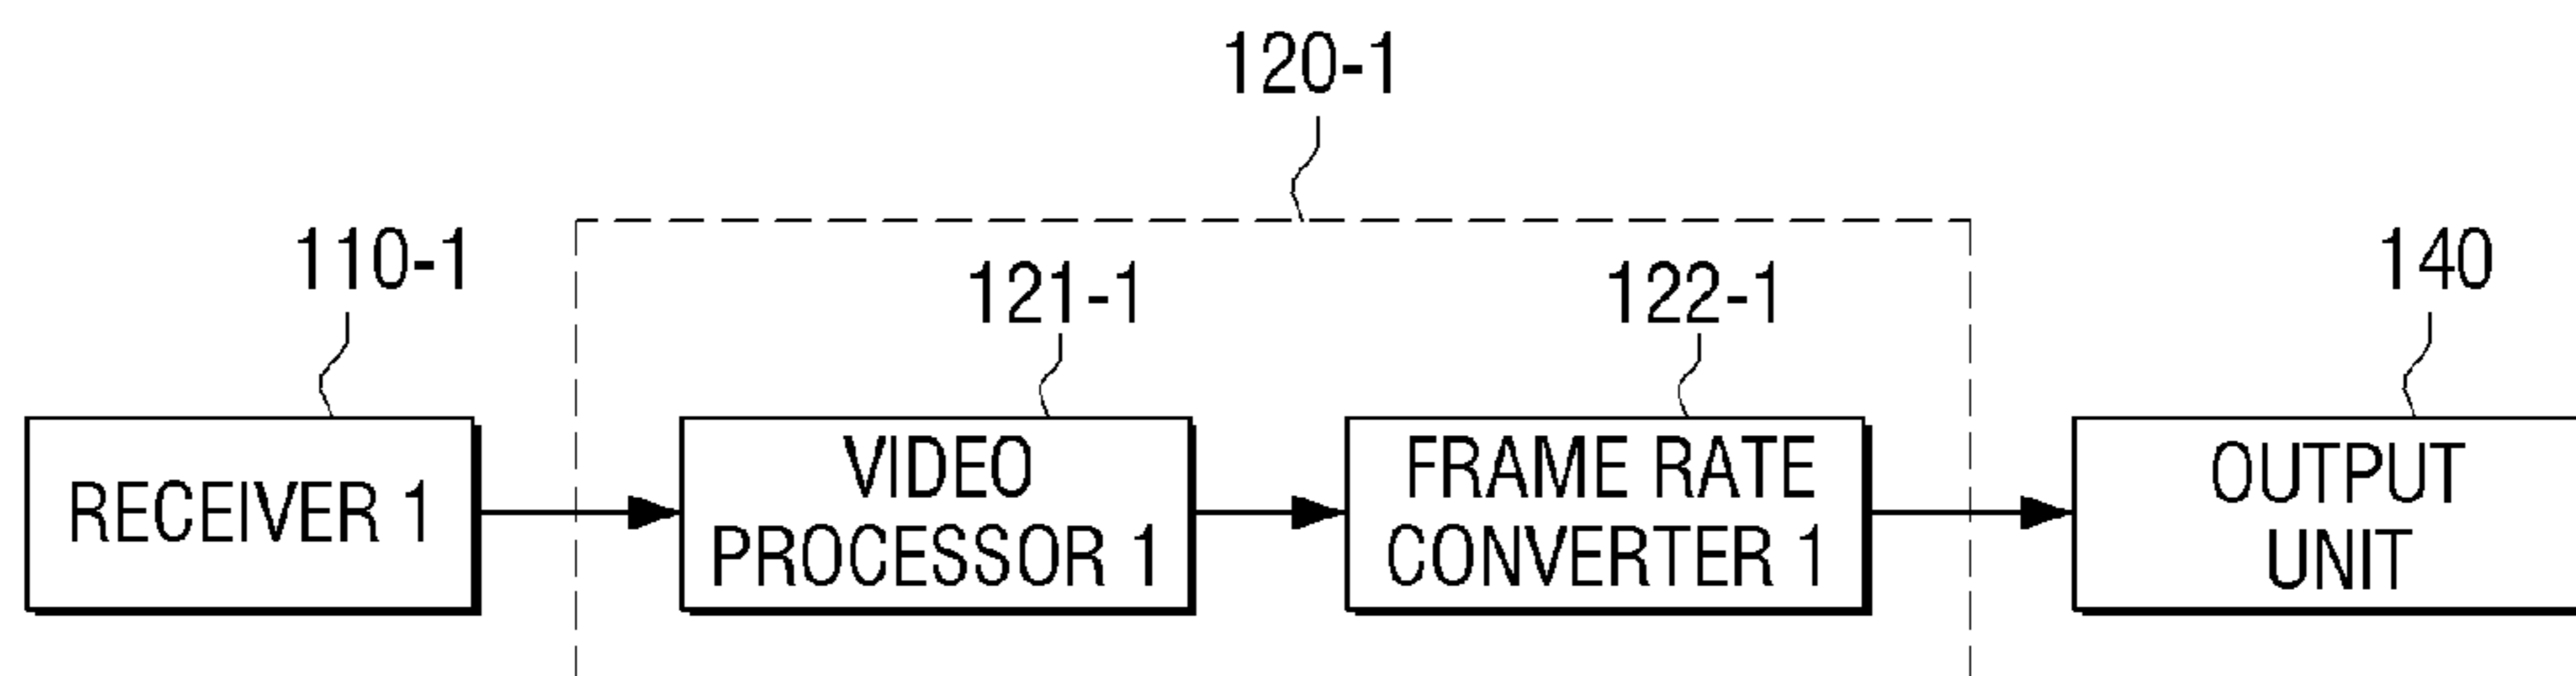 120-1
110-1
121-1
122-1
140
RECEIVER 1
VIDEO
PROCESSOR 1
FRAME RATE
CONVERTER 1
OUTPUT
UNIT